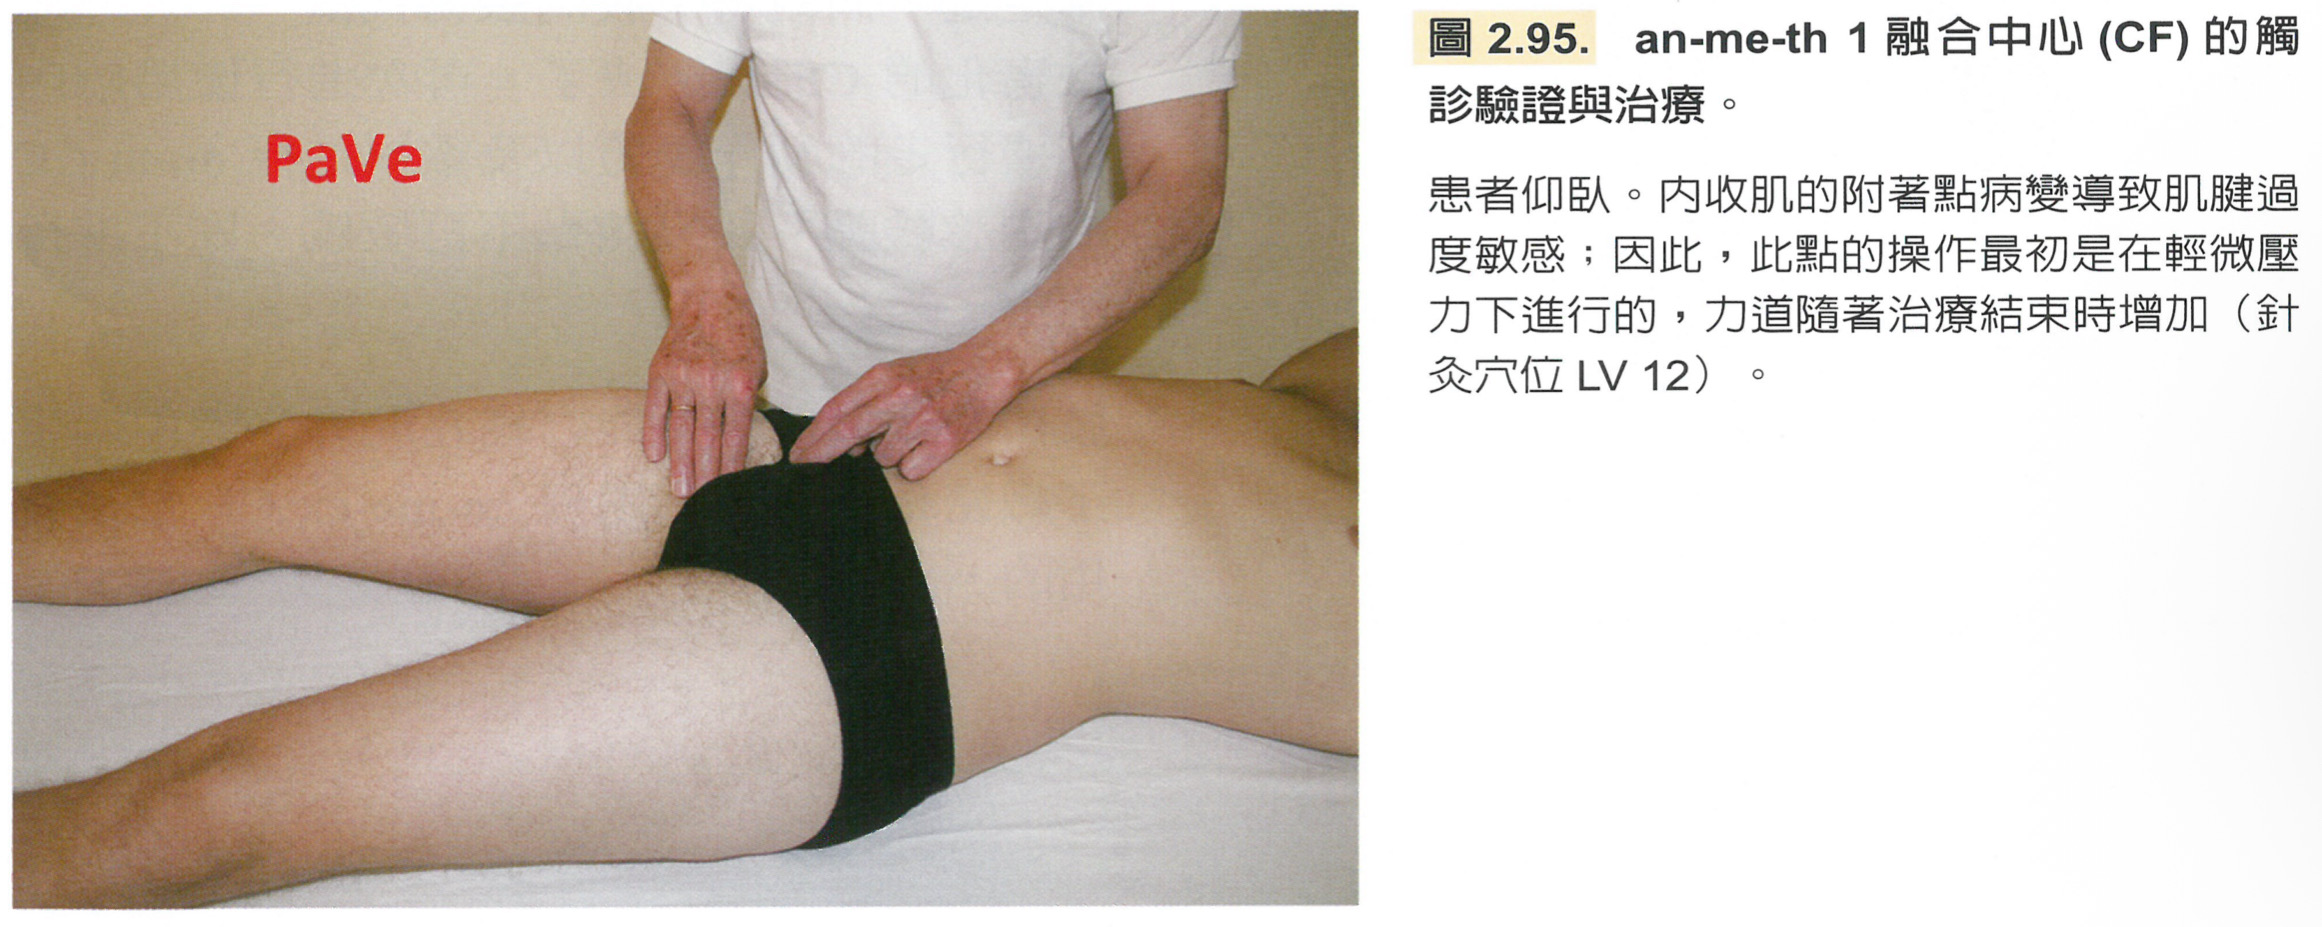 PaVe
圖 2.95. an-me-th 1 融合中心 (CF) 的觸
診驗證與治療。
患者仰臥。內收肌的附著點病變導致肌腱過
度敏感；因此，此點的操作最初是在輕微壓
力下進行的，力道隨著治療結束時增加（針
灸穴位 LV 12）。